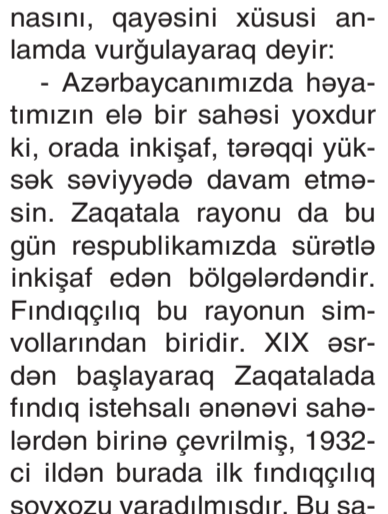 nasını, qayəsini xüsusi an-
lamda vurğulayaraq deyir:
- Azərbaycanımızda həya-
tımızın elə bir sahəsi yoxdur
ki, orada inkişaf, tərəqqi yük-
sək səviyyədə davam etmə-
sin. Zaqatala rayonu da bu
gün respublikamızda sürətlə
inkişaf edən bölgələrdəndir.
Fındıqçılıq bu rayonun sim-
vollarından biridir. XIX əsr-
dən başlayaraq Zaqatalada
fındıq istehsalı ənənəvi sahə-
lərdən birinə çevrilmiş, 1932-
ci ildən burada ilk fındıqçılıq
sovxozu yaradılmışdır. Bu sa-